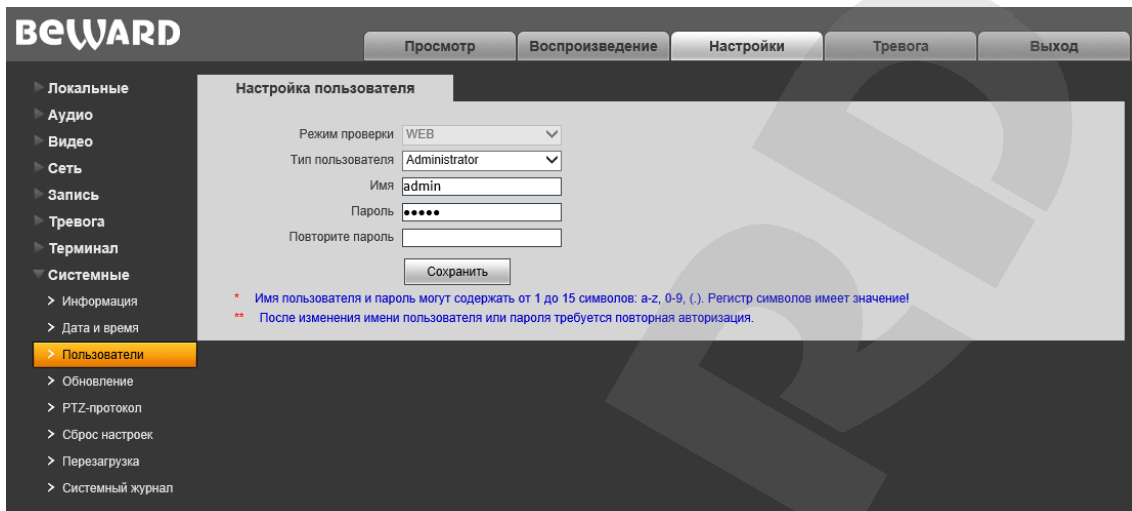 BEWARD
Просмотр Воспроизведение Настройки Тревога Выход
Локальные
Аудио
Видео
Сеть
Запись
Тревога
Терминал
Системные
Информация
Дата и время
Пользователи
Обновление
PTZ-протокол
Сброс настроек
Перезагрузка
Системный журнал
Настройка пользователя
Режим проверки WEB
Тип пользователя Administrator
Имя admin
Пароль •••••
Повторите пароль
Сохранить
* Имя пользователя и пароль могут содержать от 1 до 15 символов: a-z, 0-9, (.). Регистр символов имеет значение!
** После изменения имени пользователя или пароля требуется повторная авторизация.